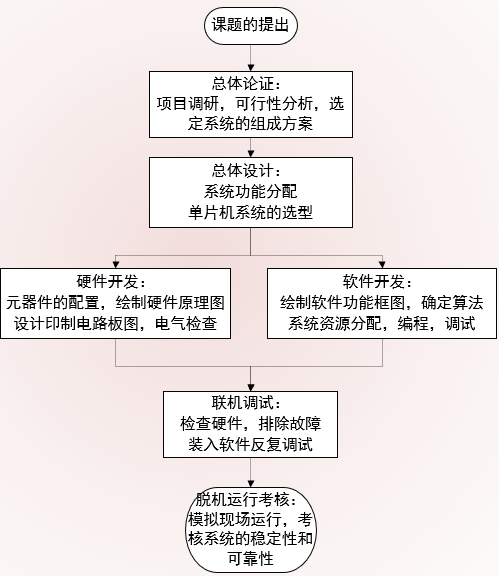 课题的提出
总体论证：
项目调研，可行性分析，选
定系统的组成方案
总体设计：
系统功能分配
单片机系统的选型
硬件开发：
元器件的配置，绘制硬件原理图
设计印制电路板图，电气检查
软件开发：
绘制软件功能框图，确定算法
系统资源分配，编程，调试
联机调试：
检查硬件，排除故障
装入软件反复调试
脱机运行考核：
模拟现场运行，考
核系统的稳定性和
可靠性